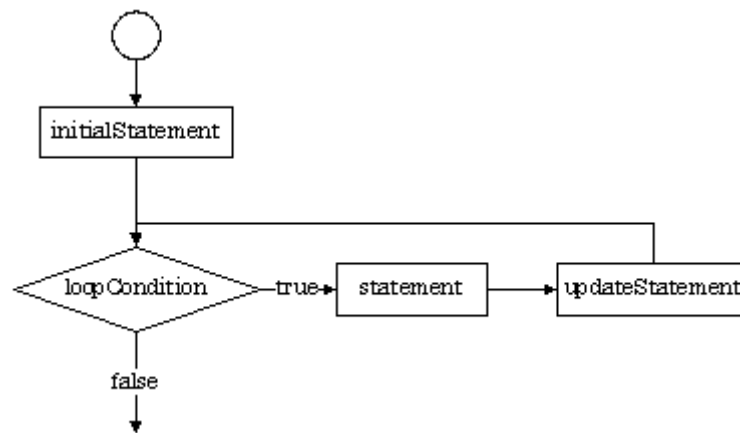 initialStatement
loopCondition
true
statement
updateStatement
false